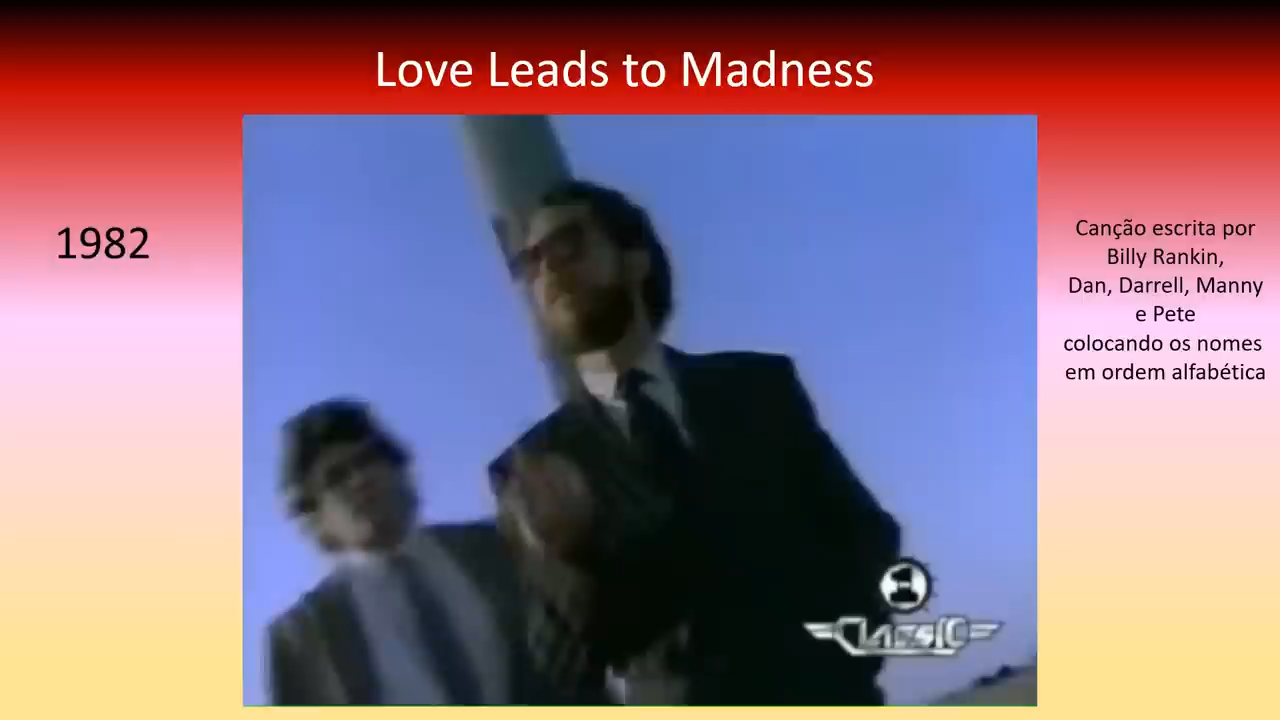 Love Leads to Madness
1982
Canção escrita por
Billy Rankin,
Dan, Darrell, Manny
e Pete
colocando os nomes
em ordem alfabética
1
CLASSIC